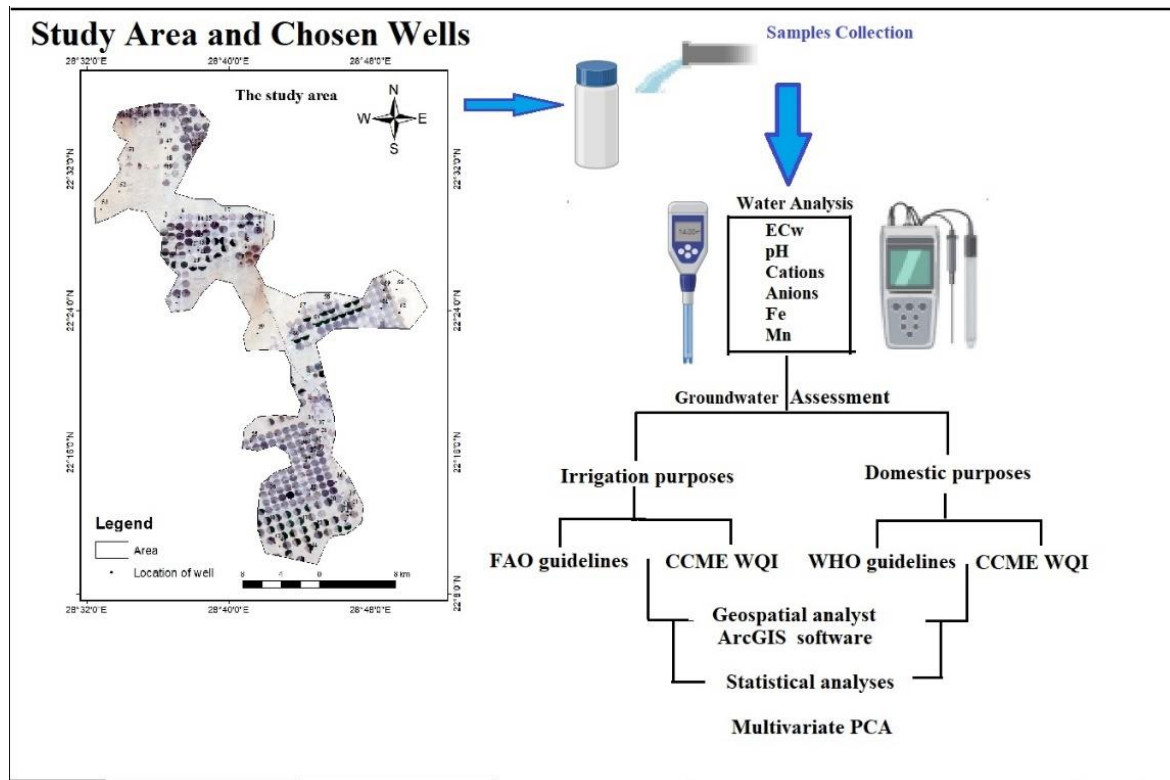 Study Area and Chosen Wells
Samples Collection
28°32'0"E
28°40'0"E
28°48'0"E
The study area
N
W
E
S
22°32'0"N
22°32'0"N
22°24'0"N
22°24'0"N
22°16'0"N
22°16'0"N
22°8'0"N
Legend
Area
Location of well
8 4 0 8 km
28°32'0"E
28°40'0"E
28°48'0"E
Water Analysis
ECw
pH
Cations
Anions
Fe
Mn
Groundwater Assessment
Irrigation purposes
Domestic purposes
FAO guidelines
CCME WQI
WHO guidelines
CCME WQI
Geospatial analyst
ArcGIS software
Statistical analyses
Multivariate PCA